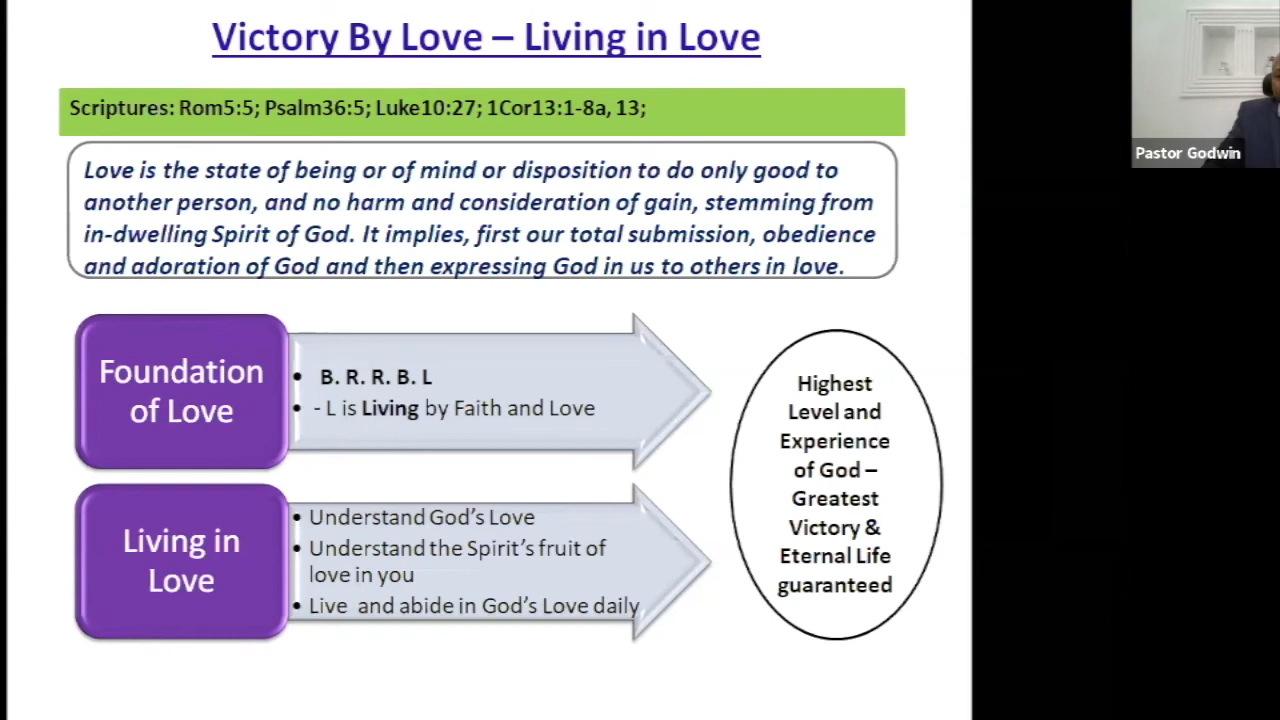 Victory By Love – Living in Love
Scriptures: Rom5:5; Psalm36:5; Luke10:27; 1Cor13:1-8a, 13;
Love is the state of being or of mind or disposition to do only good to
another person, and no harm and consideration of gain, stemming from
in-dwelling Spirit of God. It implies, first our total submission, obedience
and adoration of God and then expressing God in us to others in love.
Foundation
of Love
• B. R. R. B. L
• - L is Living by Faith and Love
Living in
Love
• Understand God’s Love
• Understand the Spirit’s fruit of
love in you
• Live and abide in God’s Love daily
Highest
Level and
Experience
of God –
Greatest
Victory &
Eternal Life
guaranteed
Pastor Godwin